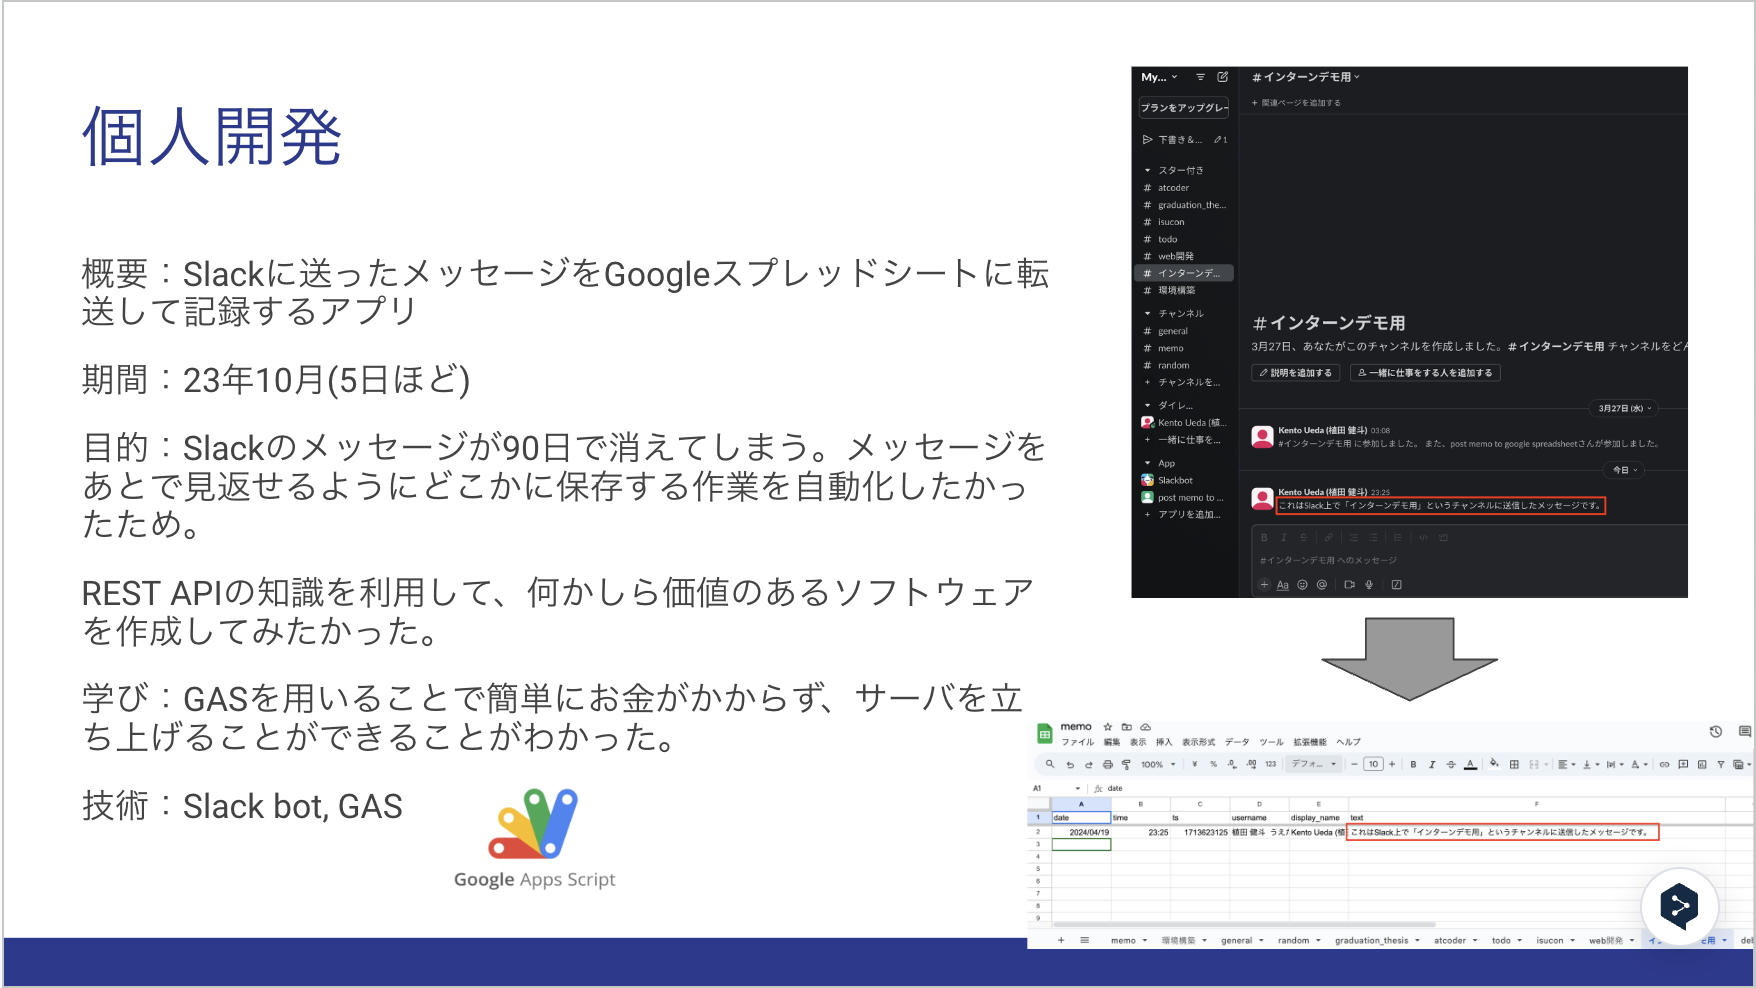 個人開発
概要：Slackに送ったメッセージをGoogleスプレッドシートに転
送して記録するアプリ
期間：23年10月(5日ほど)
目的：Slackのメッセージが90日で消えてしまう。メッセージを
あとで見返せるようにどこかに保存する作業を自動化したかっ
たため。
REST APIの知識を利用して、何かしら価値のあるソフトウェア
を作成してみたかった。
学び：GASを用いることで簡単にお金がかからず、サーバを立
ち上げることができることがわかった。
技術：Slack bot, GAS
Google Apps Script
My...
プランをアップグレー
下書き＆... 1
スター付き
# atcoder
# graduation_the...
# isucon
# todo
# web開発
# インターンデ...
# 環境構築
チャンネル
# general
# memo
# random
+ チャンネルを...
ダイレ...
Kento Ueda (植...
+ 一緒に仕事を...
App
Slackbot
post memo to ...
+ アプリを追加...
# インターンデモ用
+ 関連ページを追加する
# インターンデモ用
3月27日、あなたがこのチャンネルを作成しました。# インターンデモ用 チャンネルをどん
説明を追加する 一緒に仕事をする人を追加する
3月27日 (水)
Kento Ueda (植田 健斗) 03:08
#インターンデモ用 に参加しました。 また、post memo to google spreadsheetさんが参加しました。
今日
Kento Ueda (植田 健斗) 23:25
これはSlack上で「インターンデモ用」というチャンネルに送信したメッセージです。
B I S
#インターンデモ用 へのメッセージ
+ Aa @
memo
ファイル 編集 表示 挿入 表示形式 データ ツール 拡張機能 ヘルプ
100% ¥ % .0 .00 123 デフォ... − 10 + B I S A
A1 fx date
A B C D E F
1 date time ts username display_name text
2 2024/04/19 23:25 1713623125 植田 健斗 うえた Kento Ueda (植 これはSlack上で「インターンデモ用」というチャンネルに送信したメッセージです。
3
4
5
6
7
8
9
+ memo 環境構築 general random graduation_thesis atcoder todo isucon web開発 イン 用 deb